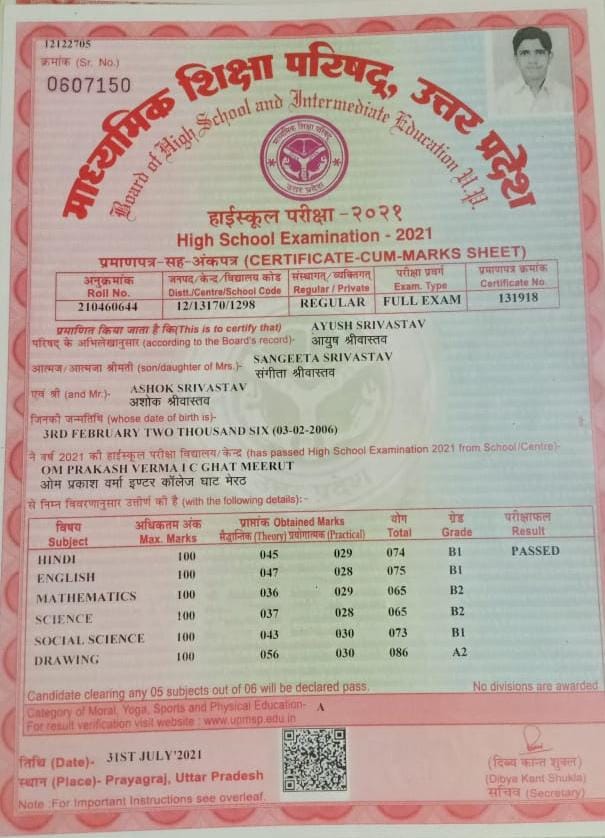 12122705
क्रमांक (Sr. No.)
0607150
माध्यमिक शिक्षा परिषद्, उत्तर प्रदेश
Board of High School and Intermediate Education U.P.
माध्यमिक शिक्षा परिषद्
उत्तर प्रदेश
हाईस्कूल परीक्षा - २०२१
High School Examination - 2021
प्रमाणपत्र-सह-अंकपत्र (CERTIFICATE-CUM-MARKS SHEET)
अनुक्रमांक जनपद/केन्द्र/विद्यालय कोड संस्थागत/व्यक्तिगत परीक्षा प्रवर्ग प्रमाणपत्र क्रमांक
Roll No. Distt./Centre/School Code Regular / Private Exam. Type Certificate No.
210460644 12/13170/1298 REGULAR FULL EXAM 131918
प्रमाणित किया जाता है कि(This is to certify that) AYUSH SRIVASTAV
परिषद् के अभिलेखानुसार (according to the Board's record)- आयुष श्रीवास्तव
आत्मज/आत्मजा श्रीमती (son/daughter of Mrs.)- SANGEETA SRIVASTAV
संगीता श्रीवास्तव
एवं श्री (and Mr.)- ASHOK SRIVASTAV
अशोक श्रीवास्तव
जिनकी जन्मतिथि (whose date of birth is)-
3RD FEBRUARY TWO THOUSAND SIX (03-02-2006) है,
ने वर्ष 2021 की हाईस्कूल परीक्षा विद्यालय/केन्द्र (has passed High School Examination 2021 from School/Centre)-
OM PRAKASH VERMA I C GHAT MEERUT
ओम प्रकाश वर्मा इण्टर कॉलेज घाट मेरठ
से निम्न विवरणानुसार उत्तीर्ण की है (with the following details):-
विषय अधिकतम अंक प्राप्तांक Obtained Marks योग ग्रेड परीक्षाफल
Subject Max. Marks सैद्धान्तिक (Theory) प्रयोगात्मक (Practical) Total Grade Result
HINDI 100 045 029 074 B1 PASSED
ENGLISH 100 047 028 075 B1
MATHEMATICS 100 036 029 065 B2
SCIENCE 100 037 028 065 B2
SOCIAL SCIENCE 100 043 030 073 B1
DRAWING 100 056 030 086 A2
Candidate clearing any 05 subjects out of 06 will be declared pass. No divisions are awarded
Category of Moral, Yoga, Sports and Physical Education- A
For result verification visit website : www.upmsp.edu.in
तिथि (Date)- 31ST JULY'2021
स्थान (Place)- Prayagraj, Uttar Pradesh
Note :For Important Instructions see overleaf.
(दिब्य कान्त शुक्ल)
(Dibya Kant Shukla)
सचिव (Secretary)